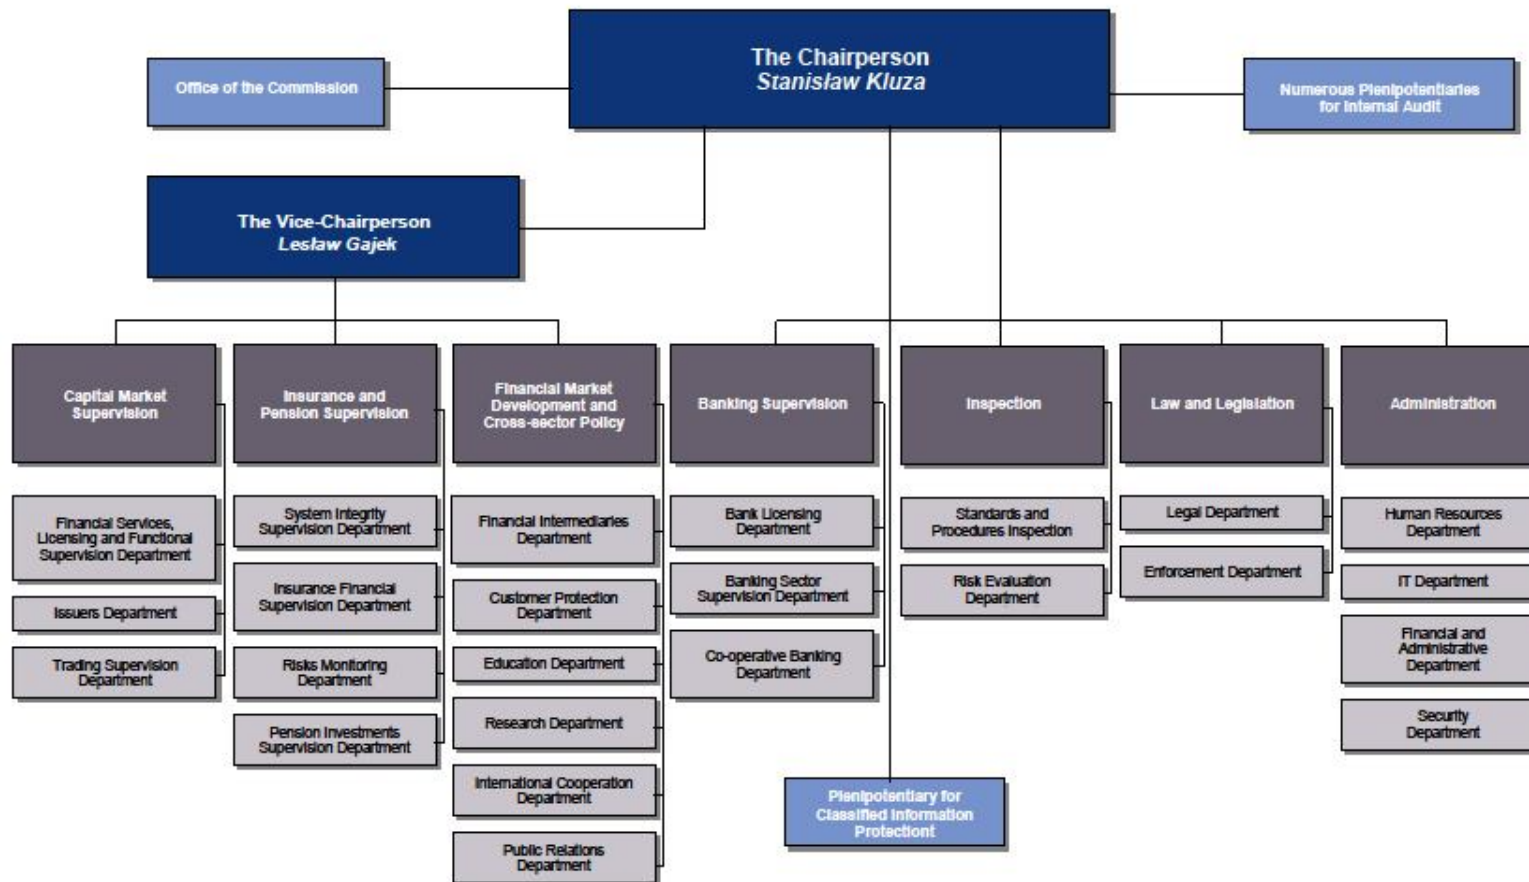 The Chairperson
Stanisław Kluza
Office of the Commission
Numerous Plenipotentiaries
for Internal Audit
The Vice-Chairperson
Lesław Gajek
Capital Market
Supervision
Insurance and
Pension Supervision
Financial Market
Development and
Cross-sector Policy
Banking Supervision
Inspection
Law and Legislation
Administration
Financial Services,
Licensing and Functional
Supervision Department
Issuers Department
Trading Supervision
Department
System Integrity
Supervision Department
Insurance Financial
Supervision Department
Risks Monitoring
Department
Pension Investments
Supervision Department
Financial Intermediaries
Department
Customer Protection
Department
Education Department
Research Department
International Cooperation
Department
Public Relations
Department
Bank Licensing
Department
Banking Sector
Supervision Department
Co-operative Banking
Department
Standards and
Procedures Inspection
Risk Evaluation
Department
Legal Department
Enforcement Department
Human Resources
Department
IT Department
Financial and
Administrative
Department
Security
Department
Plenipotentiary for
Classified Information
Protectiont